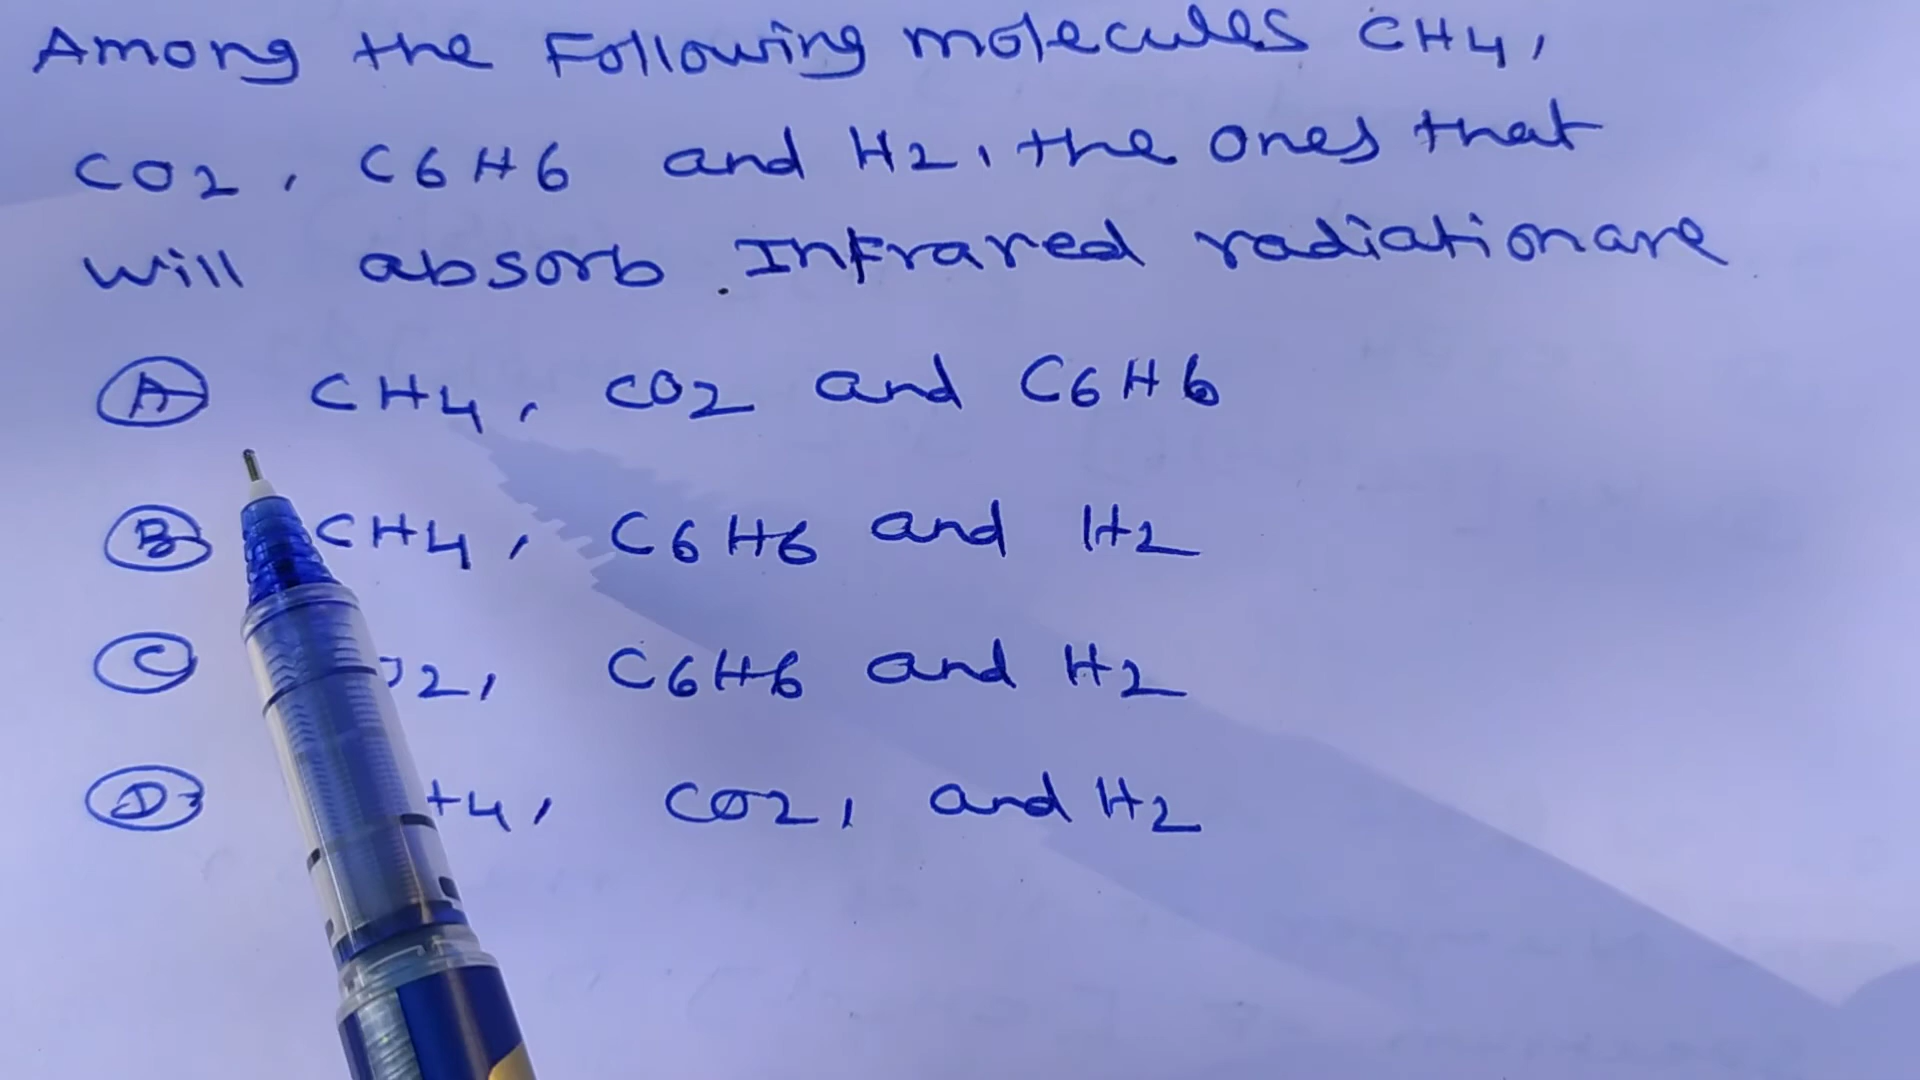 Among the Following molecules CH4,
CO2, C6H6 and H2, the ones that
will absorb Infrared radiation are
A CH4, CO2 and C6H6
B CH4, C6H6 and H2
C 2, C6H6 and H2
D 4, CO2, and H2